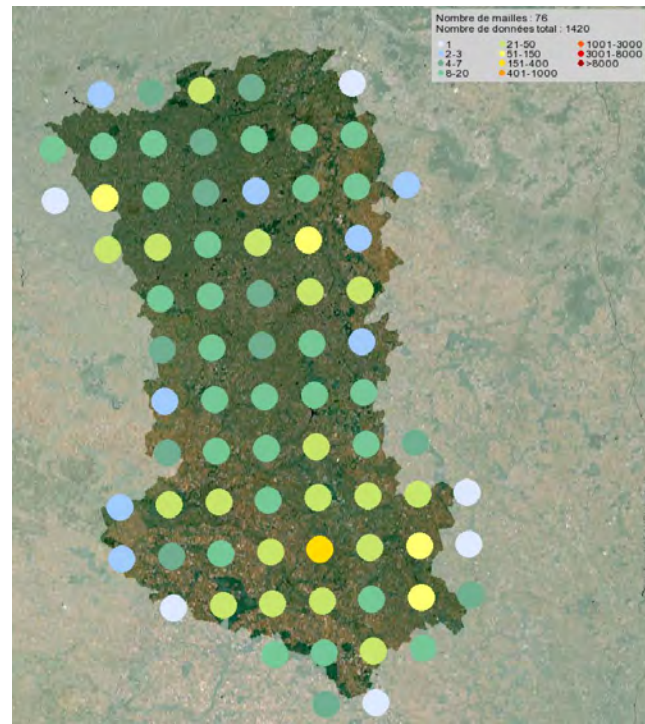 Nombre de mailles : 76
Nombre de données total : 1420
1 21-50 1001-3000
2-3 51-150 3001-8000
4-7 151-400 >8000
8-20 401-1000